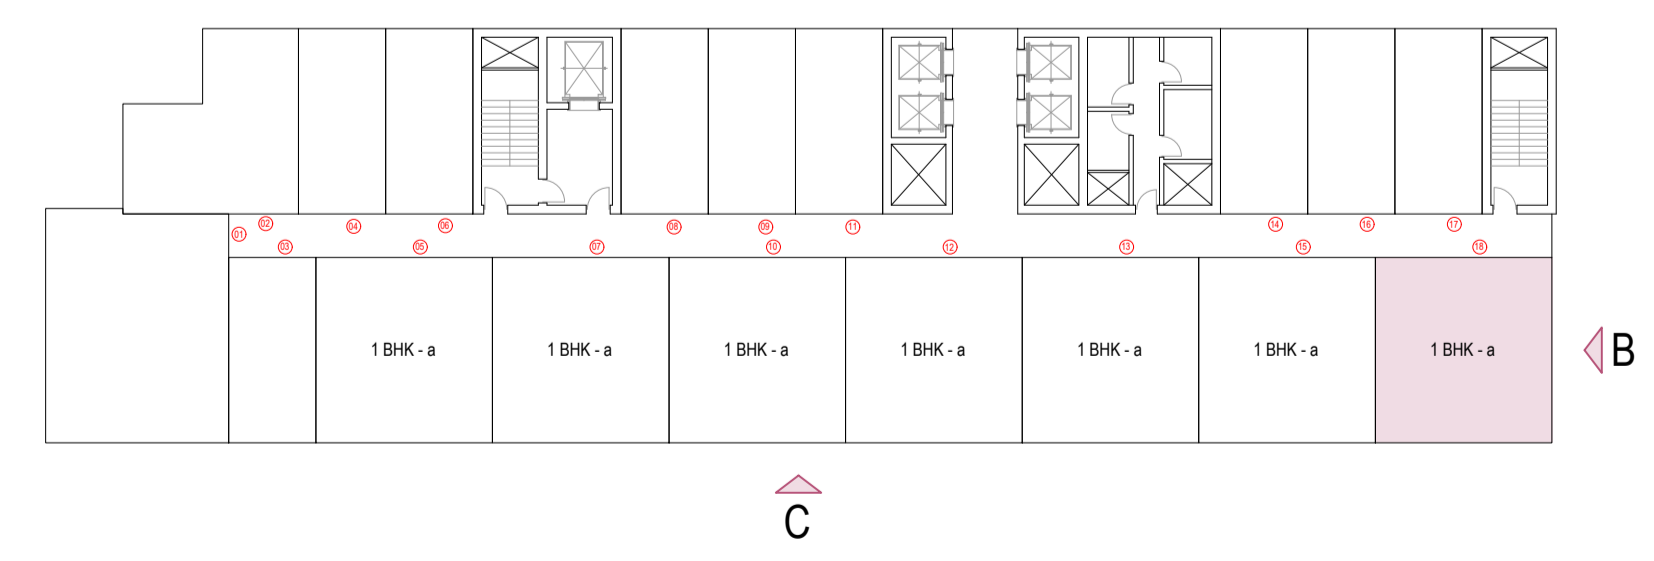 02 04 06 08 09 11 14 16 17
01 03 05 07 10 12 13 15 18
1 BHK - a 1 BHK - a 1 BHK - a 1 BHK - a 1 BHK - a 1 BHK - a 1 BHK - a B
C